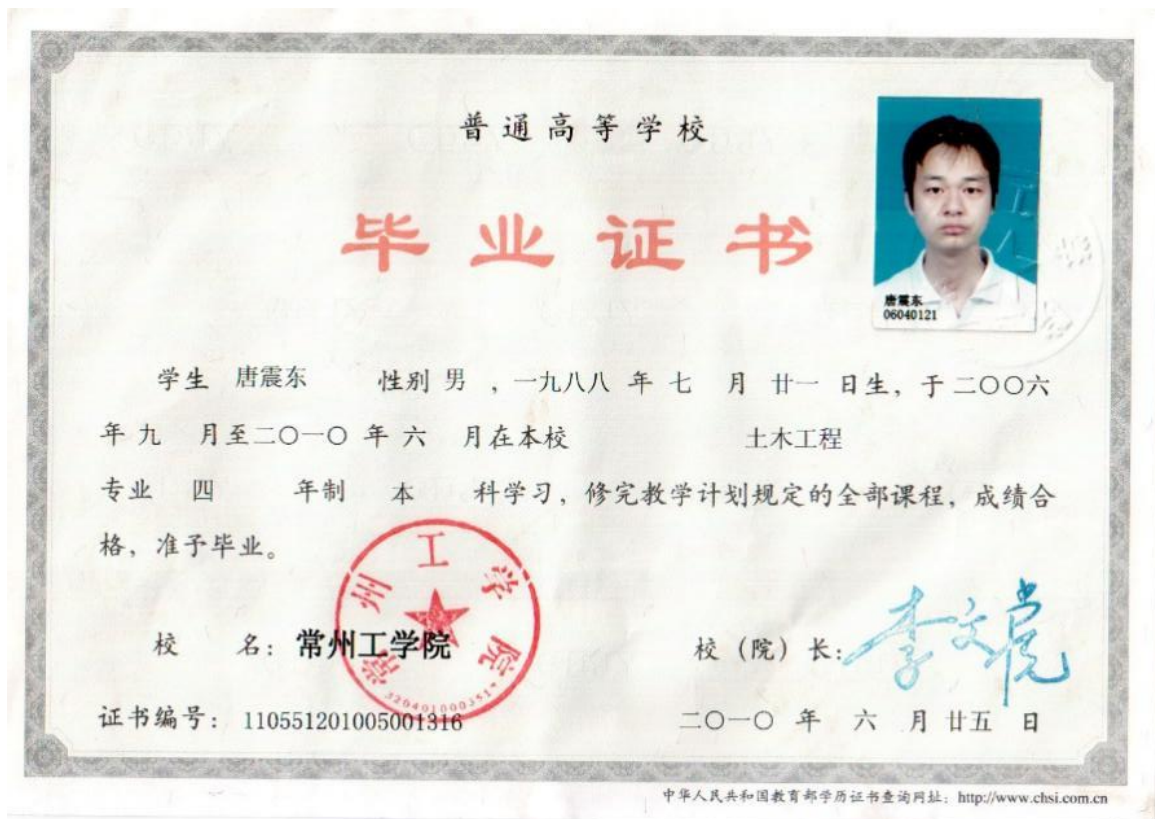 普通高等学校
毕业证书
唐震东
06040121
学生 唐震东 性别 男 ，一九八八 年 七 月 廿一 日生，于二〇〇六
年 九 月至二〇一〇 年 六 月在本校 土木工程
专业 四 年制 本 科学习，修完教学计划规定的全部课程，成绩合
格，准予毕业。
常州工学院
校 名：常州工学院
校（院）长：
证书编号：110551201005001316
二〇一〇 年 六 月 廿五 日
中华人民共和国教育部学历证书查询网址：http://www.chsi.com.cn